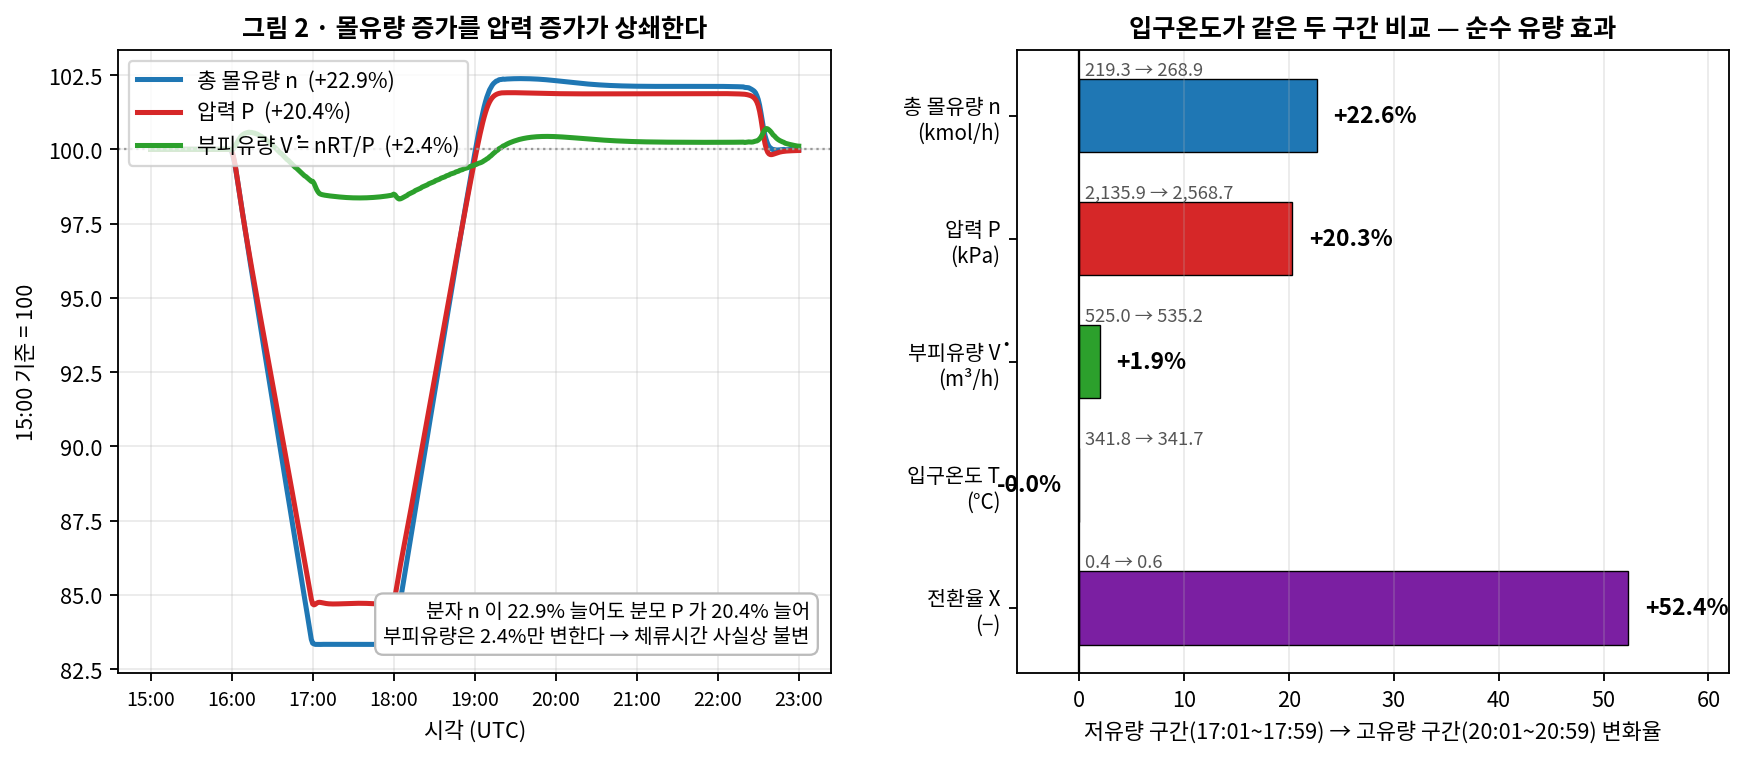 그림 2 · 몰유량 증가를 압력 증가가 상쇄한다
총 몰유량 n (+22.9%)
압력 P (+20.4%)
부피유량 V̇ = nRT/P (+2.4%)
102.5
100.0
97.5
95.0
92.5
90.0
87.5
85.0
82.5
15:00 기준 = 100
분자 n 이 22.9% 늘어도 분모 P 가 20.4% 늘어
부피유량은 2.4%만 변한다 → 체류시간 사실상 불변
15:00 16:00 17:00 18:00 19:00 20:00 21:00 22:00 23:00
시각 (UTC)
입구온도가 같은 두 구간 비교 — 순수 유량 효과
219.3 → 268.9
총 몰유량 n
(kmol/h)
+22.6%
2,135.9 → 2,568.7
압력 P
(kPa)
+20.3%
525.0 → 535.2
부피유량 V̇
(m³/h)
+1.9%
341.8 → 341.7
입구온도 T
(°C)
-0.0%
0.4 → 0.6
전환율 X
(−)
+52.4%
0 10 20 30 40 50 60
저유량 구간(17:01~17:59) → 고유량 구간(20:01~20:59) 변화율